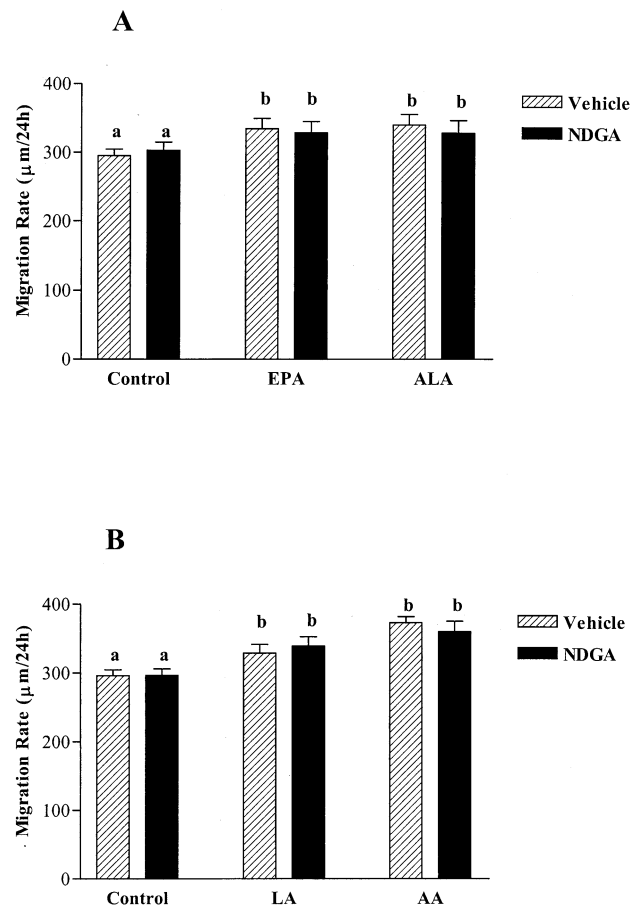 A
400
300
200
100
0
Migration Rate (μm/24h)
a a b b b b
Control EPA ALA
Vehicle
NDGA
B
400
300
200
100
0
Migration Rate (μm/24h)
a a b b b b
Control LA AA
Vehicle
NDGA